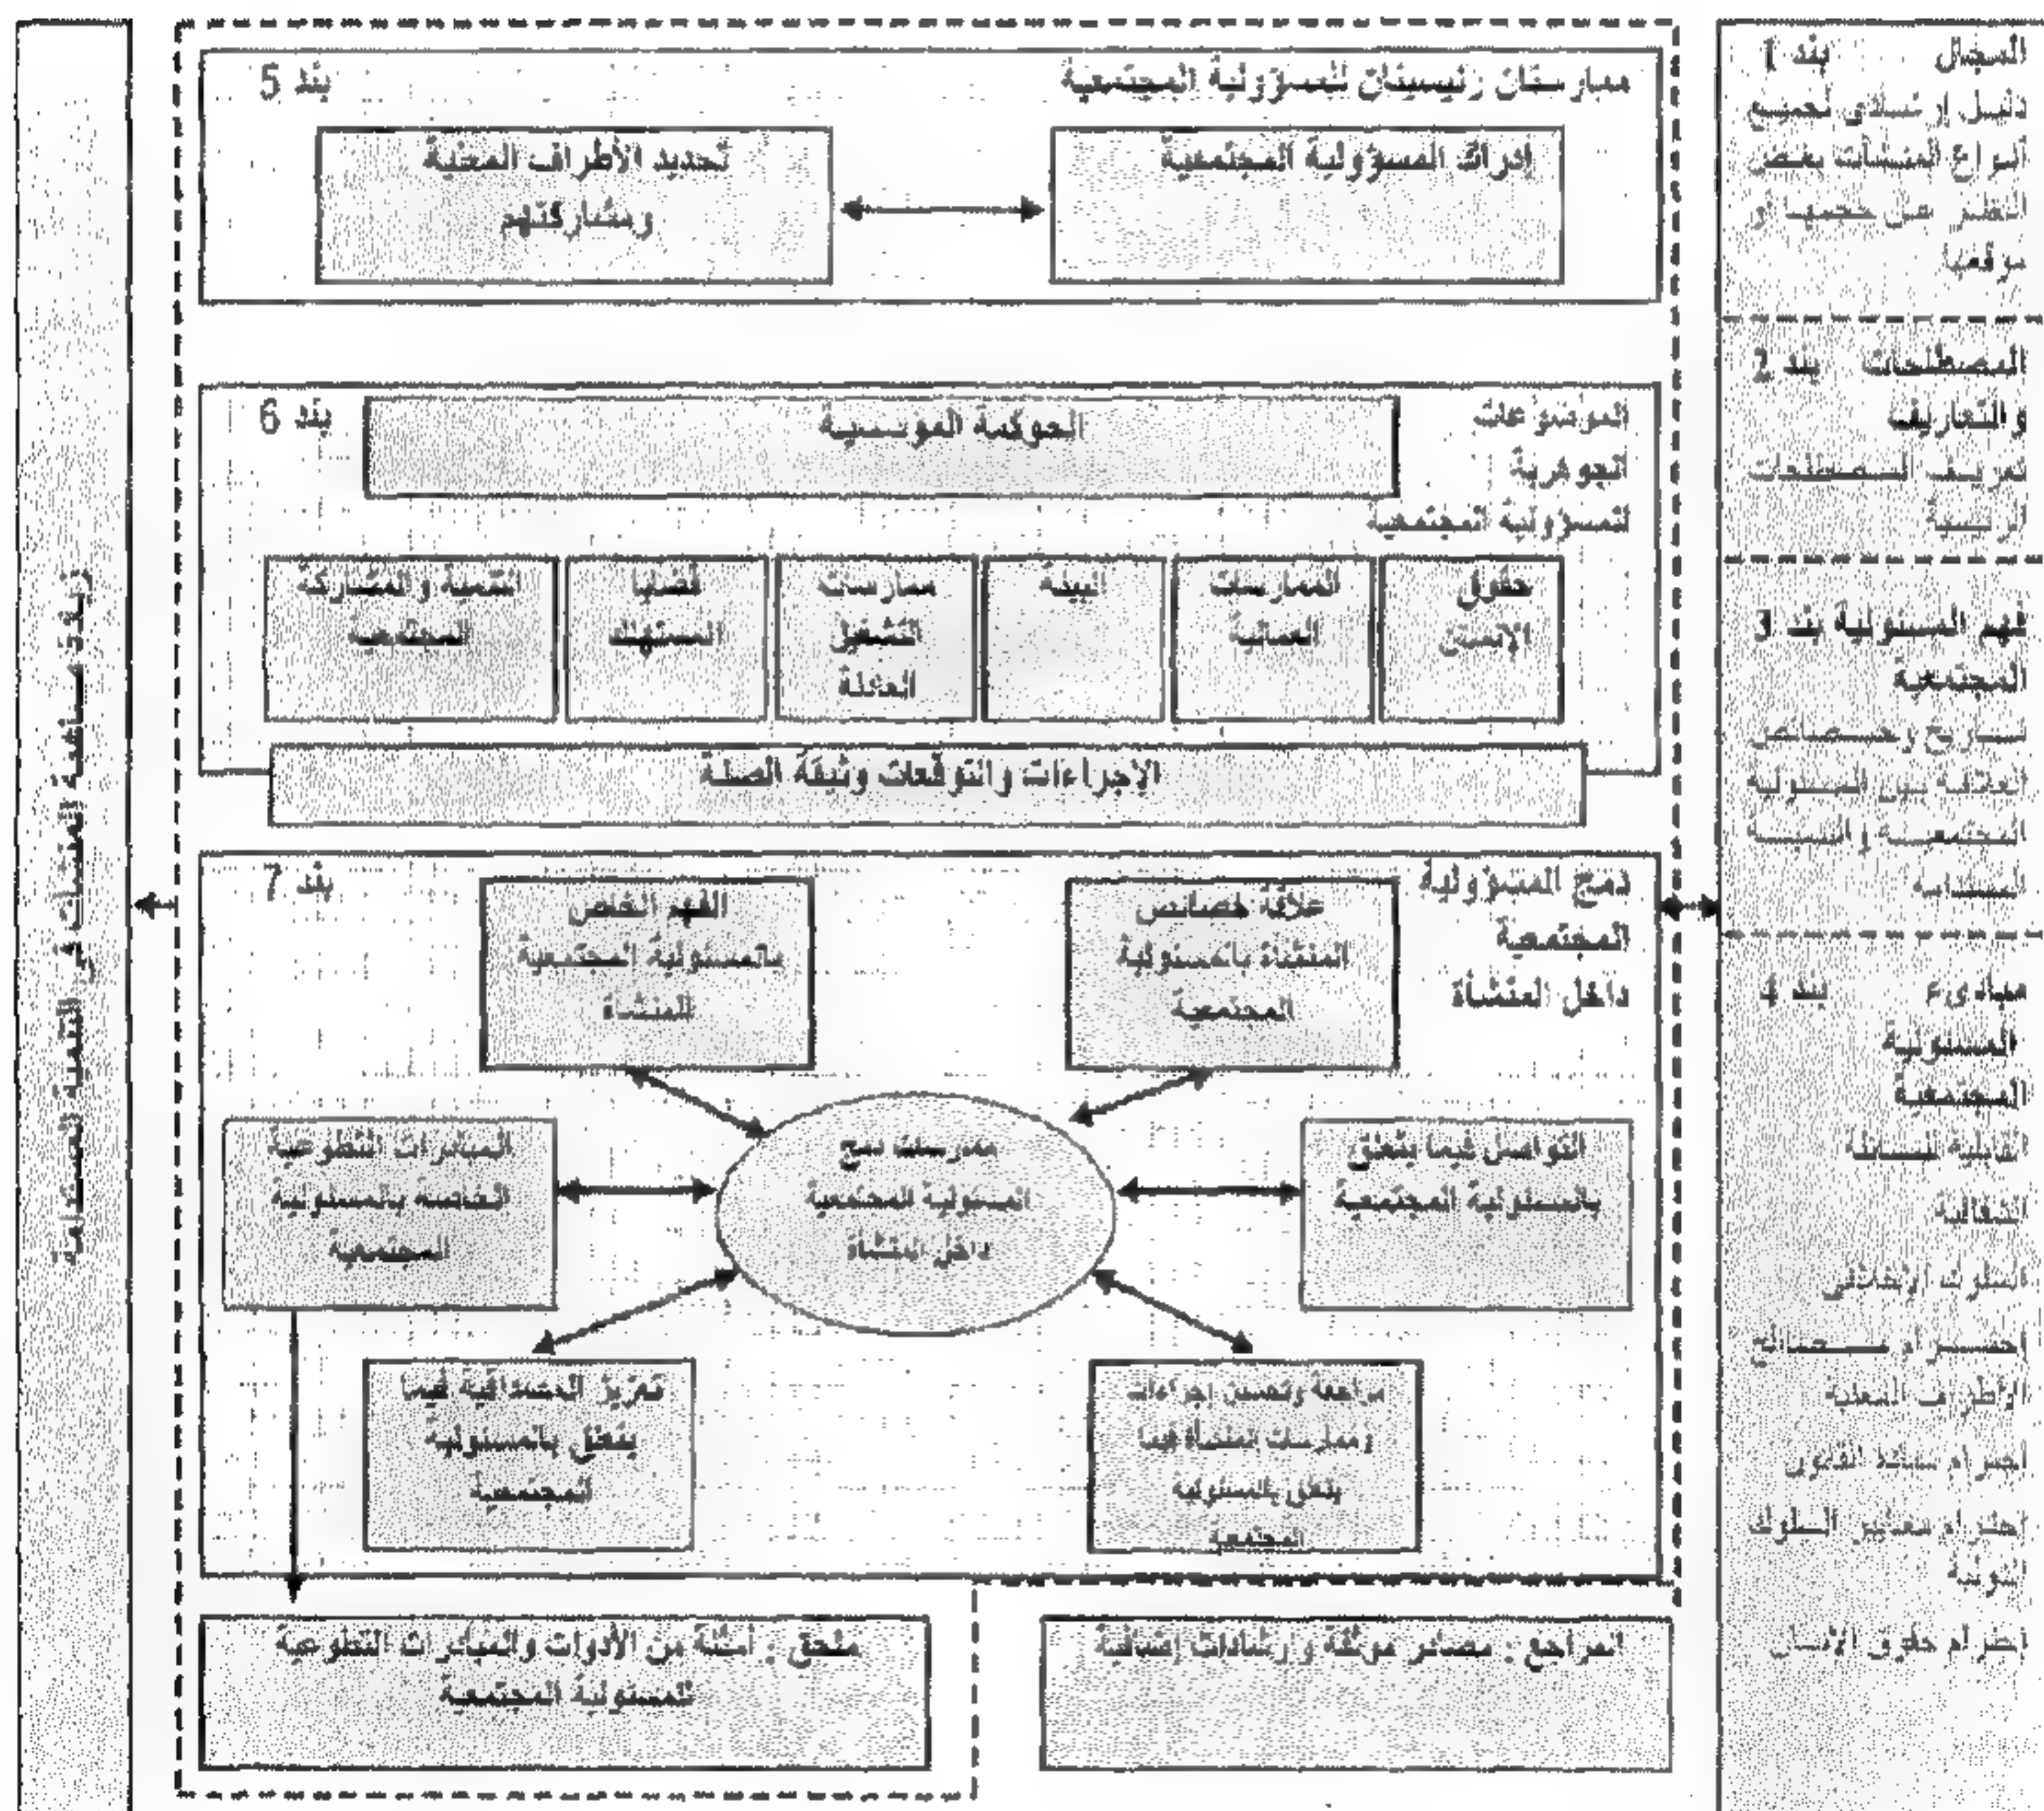 المجال بند 1
دليل إرشادي لجميع
أنواع المنشآت بغض
النظر عن حجمها أو
موقعها
المصطلحات بند 2
والتعاريف
تعريف المصطلحات
الرئيسية
فهم المسئولية بند 3
المجتمعية
تاريخ وخصائص
العلاقة بين المسئولية
المجتمعية والتنمية
المستدامة
مبادئ بند 4
المسئولية
المجتمعية
القابلية للمساءلة
الشفافية
السلوك الأخلاقي
احترام مصالح
الأطراف المعنية
احترام سلطة القانون
احترام معايير السلوك
الدولية
احترام حقوق الإنسان
ممارستان رئيسيتان للمسؤولية المجتمعية بند 5
إدراك المسؤولية المجتمعية
تحديد الأطراف المعنية
ومشاركتهم
الموضوعات
الجوهرية
للمسؤولية المجتمعية
بند 6
الحوكمة المؤسسية
حقوق
الإنسان
الممارسات
العمالية
البيئة
ممارسات
التشغيل
العادلة
قضايا
المستهلك
التنمية والمشاركة
المجتمعية
الإجراءات والتوقعات وثيقة الصلة
دمج المسؤولية
المجتمعية
داخل المنشأة
بند 7
علاقة خصائص
المنشأة بالمسئولية
المجتمعية
الفهم الخاص
بالمسئولية المجتمعية
للمنشأة
التواصل فيما يتعلق
بالمسئولية المجتمعية
ممارسات دمج
المسئولية المجتمعية
داخل المنشأة
المبادرات التطوعية
الخاصة بالمسئولية
المجتمعية
مراجعة وتحسين إجراءات
وممارسات المنشأة فيما
يتعلق بالمسئولية
المجتمعية
تعزيز المصداقية فيما
يتعلق بالمسئولية
المجتمعية
المراجع : مصادر موثقة وإرشادات إضافية
ملحق : أمثلة من الأدوات والمبادرات التطوعية
للمسئولية المجتمعية
زيادة مساهمة المنشآت في التنمية المستدامة